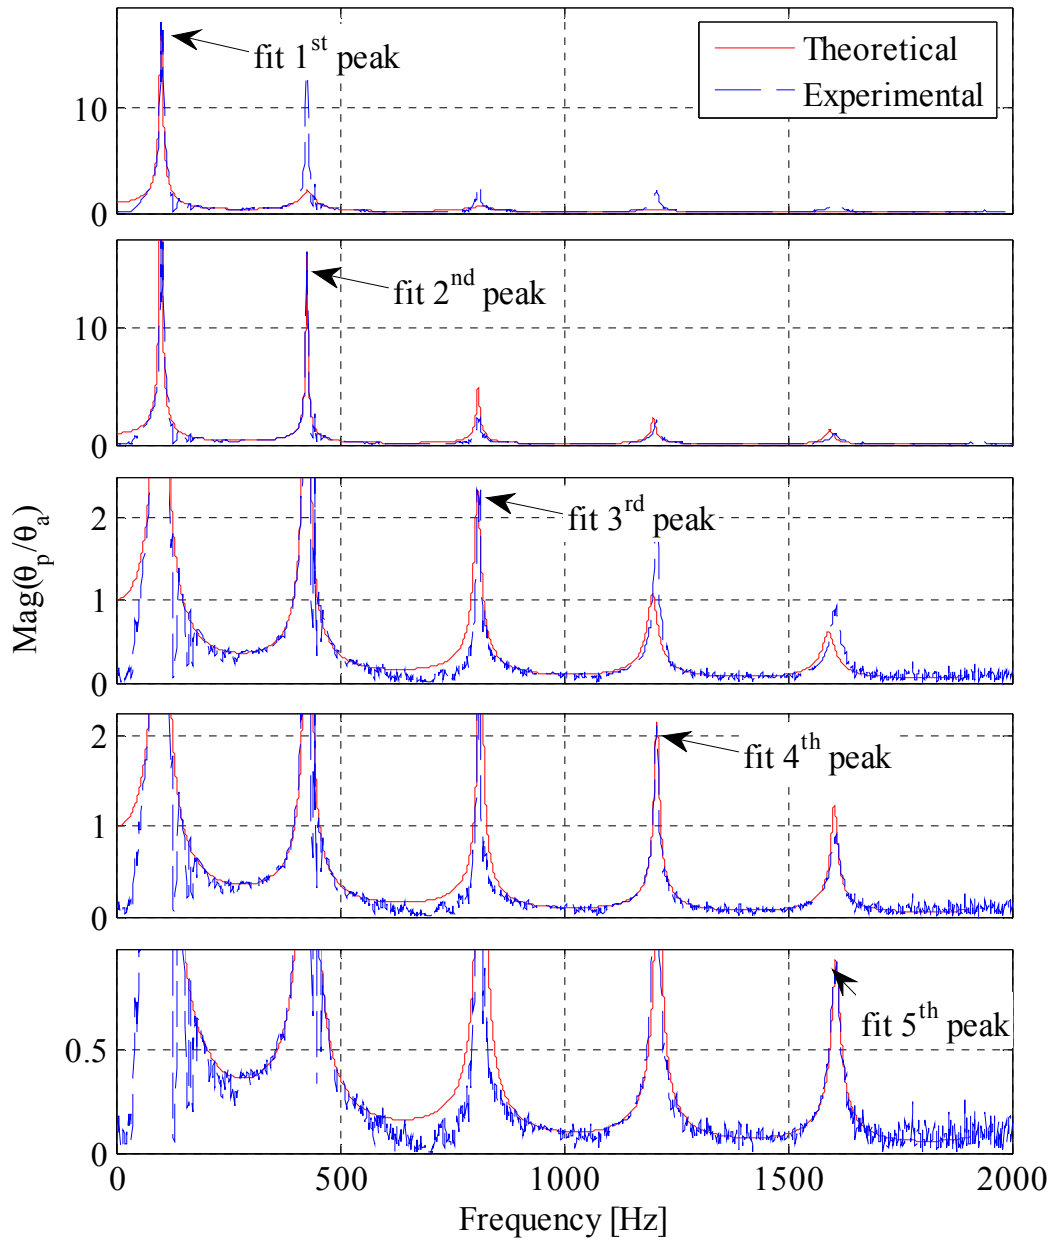 fit 1st peak
Theoretical
Experimental
10
0
fit 2nd peak
10
0
Mag(θp/θa)
fit 3rd peak
2
1
0
fit 4th peak
2
1
0
fit 5th peak
0.5
0
0 500 1000 1500 2000
Frequency [Hz]